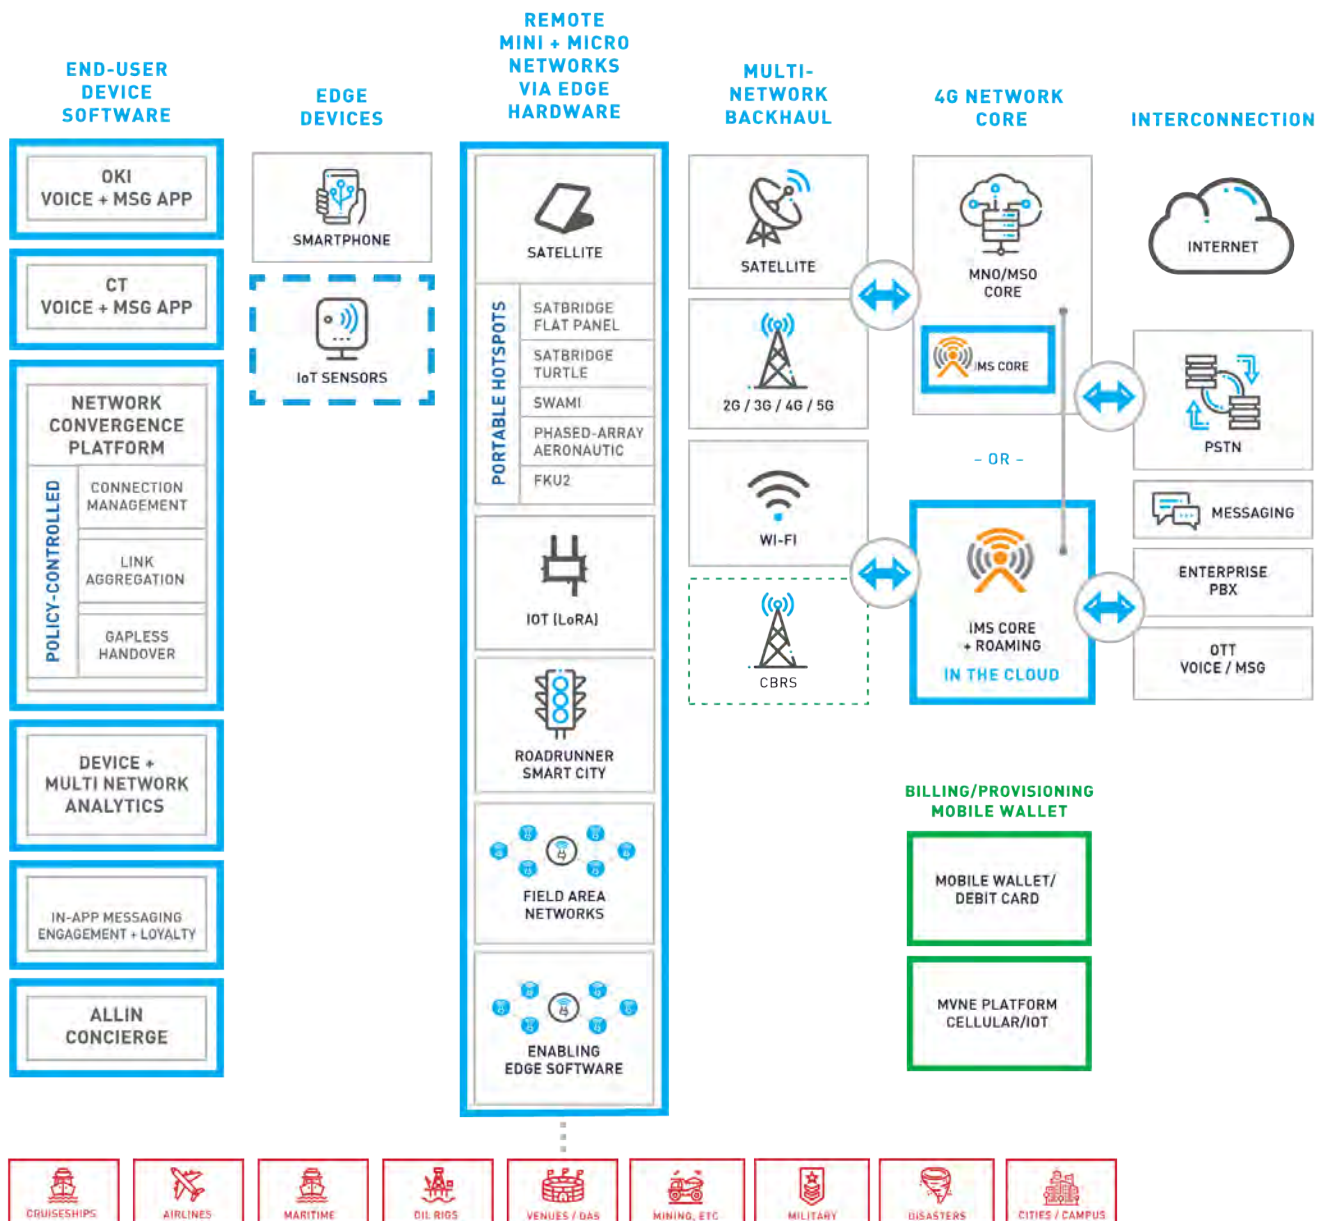 END-USER
DEVICE
SOFTWARE
OKI
VOICE + MSG APP
CT
VOICE + MSG APP
NETWORK
CONVERGENCE
PLATFORM
POLICY-CONTROLLED
CONNECTION
MANAGEMENT
LINK
AGGREGATION
GAPLESS
HANDOVER
DEVICE +
MULTI NETWORK
ANALYTICS
IN-APP MESSAGING
ENGAGEMENT + LOYALTY
ALLIN
CONCIERGE
EDGE
DEVICES
SMARTPHONE
IoT SENSORS
REMOTE
MINI + MICRO
NETWORKS
VIA EDGE
HARDWARE
SATELLITE
PORTABLE HOTSPOTS
SATBRIDGE
FLAT PANEL
SATBRIDGE
TURTLE
SWAMI
PHASED-ARRAY
AERONAUTIC
FKU2
IOT (LoRA)
ROADRUNNER
SMART CITY
FIELD AREA
NETWORKS
ENABLING
EDGE SOFTWARE
MULTI-
NETWORK
BACKHAUL
SATELLITE
2G / 3G / 4G / 5G
WI-FI
CBRS
4G NETWORK
CORE
MNO/MSO
CORE
IMS CORE
- OR -
IMS CORE
+ ROAMING
IN THE CLOUD
BILLING/PROVISIONING
MOBILE WALLET
MOBILE WALLET/
DEBIT CARD
MVNE PLATFORM
CELLULAR/IOT
INTERCONNECTION
INTERNET
PSTN
MESSAGING
ENTERPRISE
PBX
OTT
VOICE / MSG
CRUISESHIPS
AIRLINES
MARITIME
OIL RIGS
VENUES / DAS
MINING, ETC
MILITARY
DISASTERS
CITIES / CAMPUS